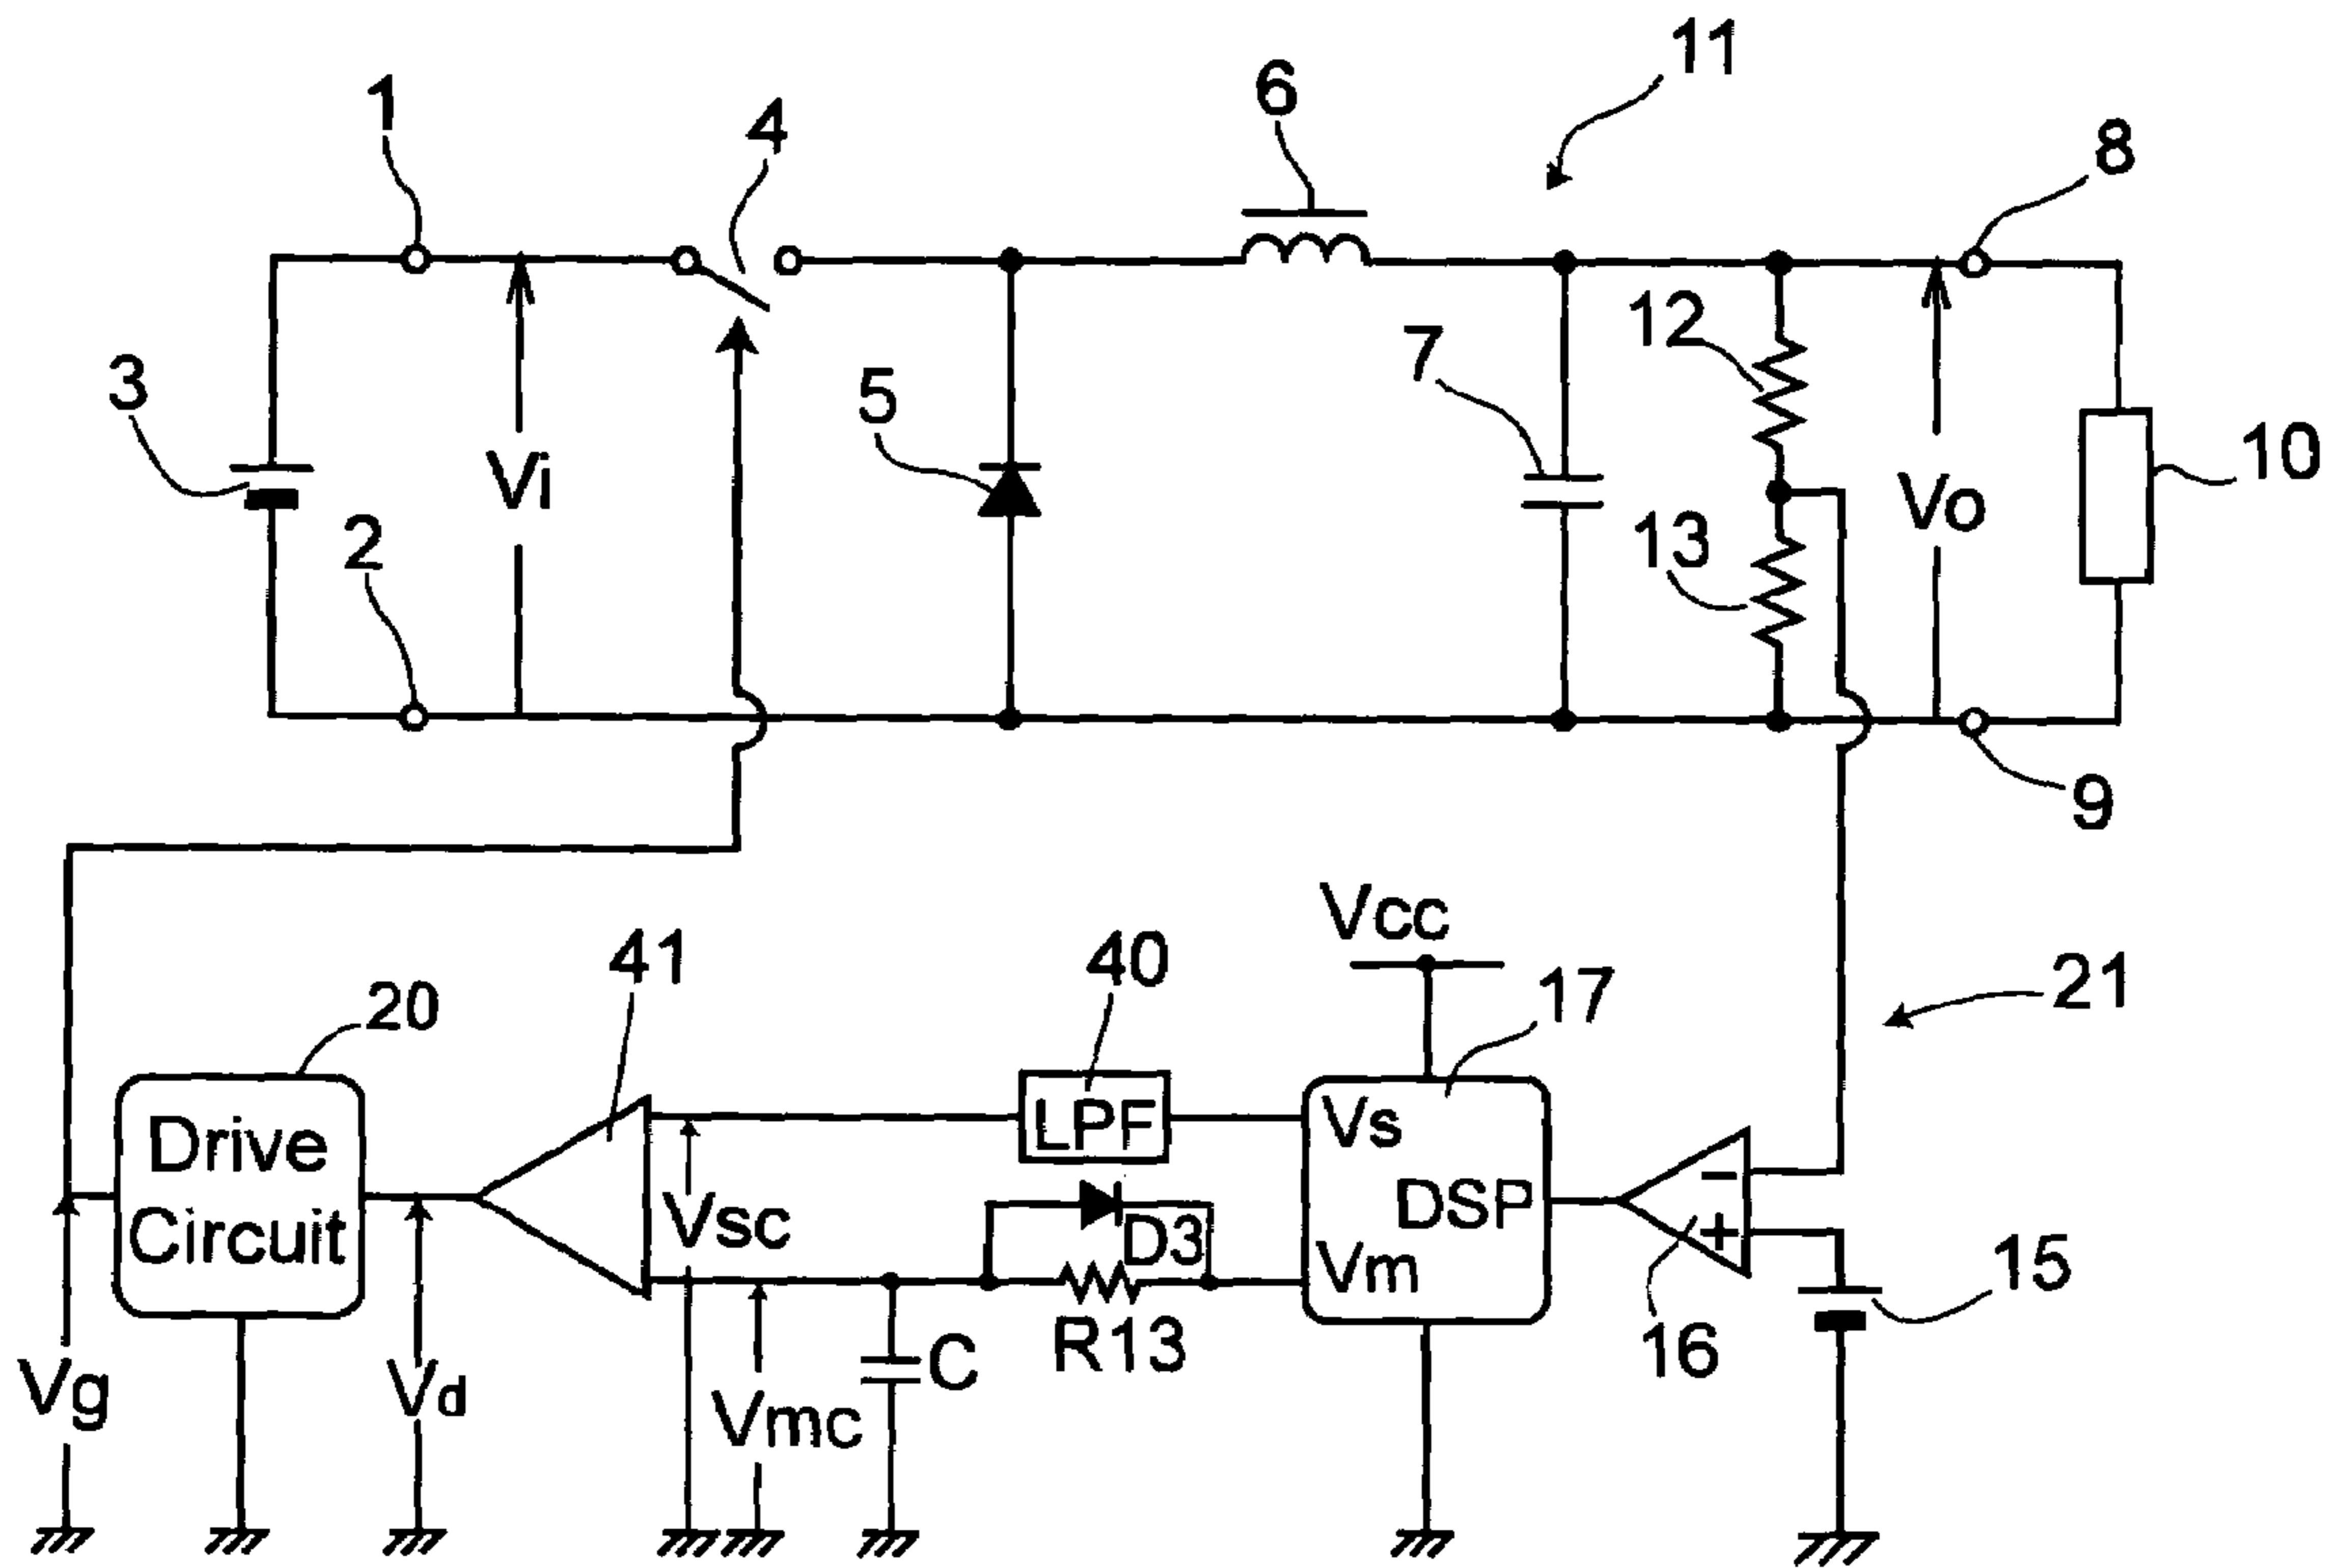 11
6
1
4
8
12
7
3
5
10
Vi
Vo
2
13
9
Vcc
41
40
21
17
20
Drive
Circuit
LPF
Vs
DSP
−
+
Vsc
D3
Vm
15
16
R13
C
Vg
Vd
Vmc